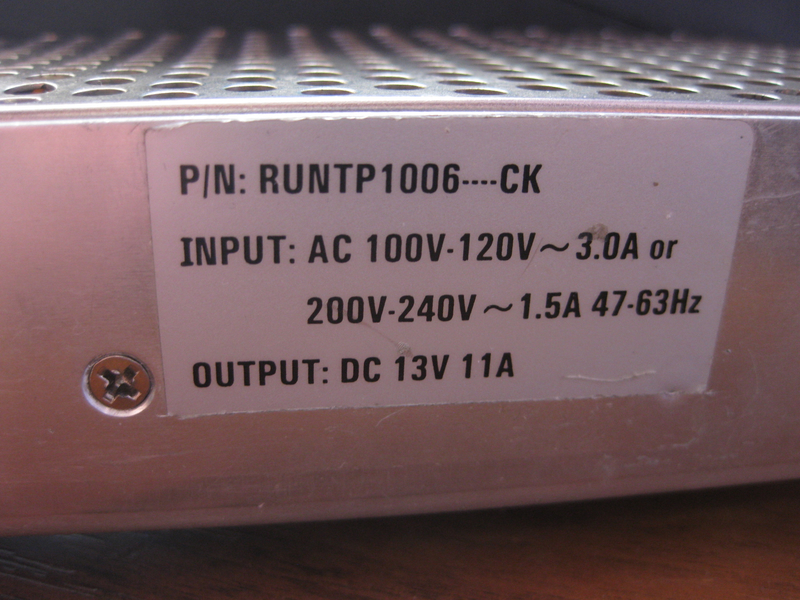 P/N: RUNTP1006----CK
INPUT: AC 100V-120V～3.0A or
200V-240V～1.5A 47-63Hz
OUTPUT: DC 13V 11A